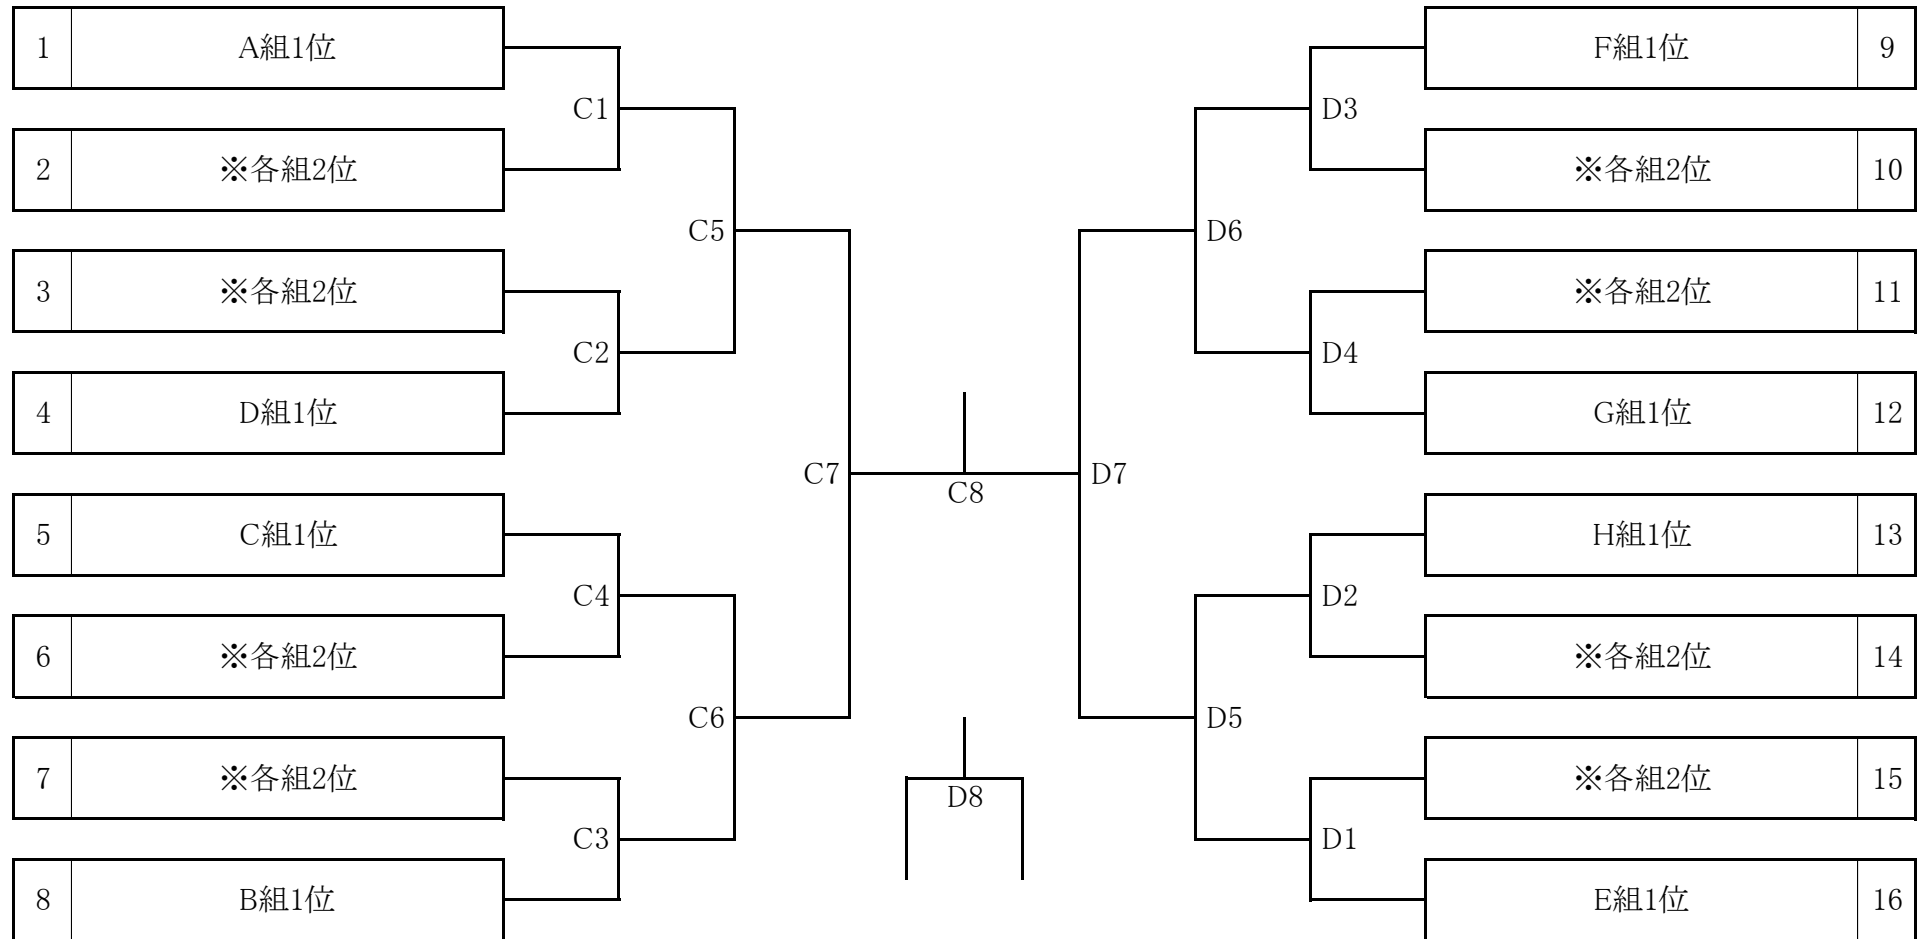 1 A組1位
F組1位 9
C1
D3
2 ※各組2位
※各組2位 10
C5
D6
3 ※各組2位
※各組2位 11
C2
D4
4 D組1位
G組1位 12
C7
C8
D7
5 C組1位
H組1位 13
C4
D2
6 ※各組2位
※各組2位 14
C6
D5
7 ※各組2位
※各組2位 15
D8
C3
D1
8 B組1位
E組1位 16